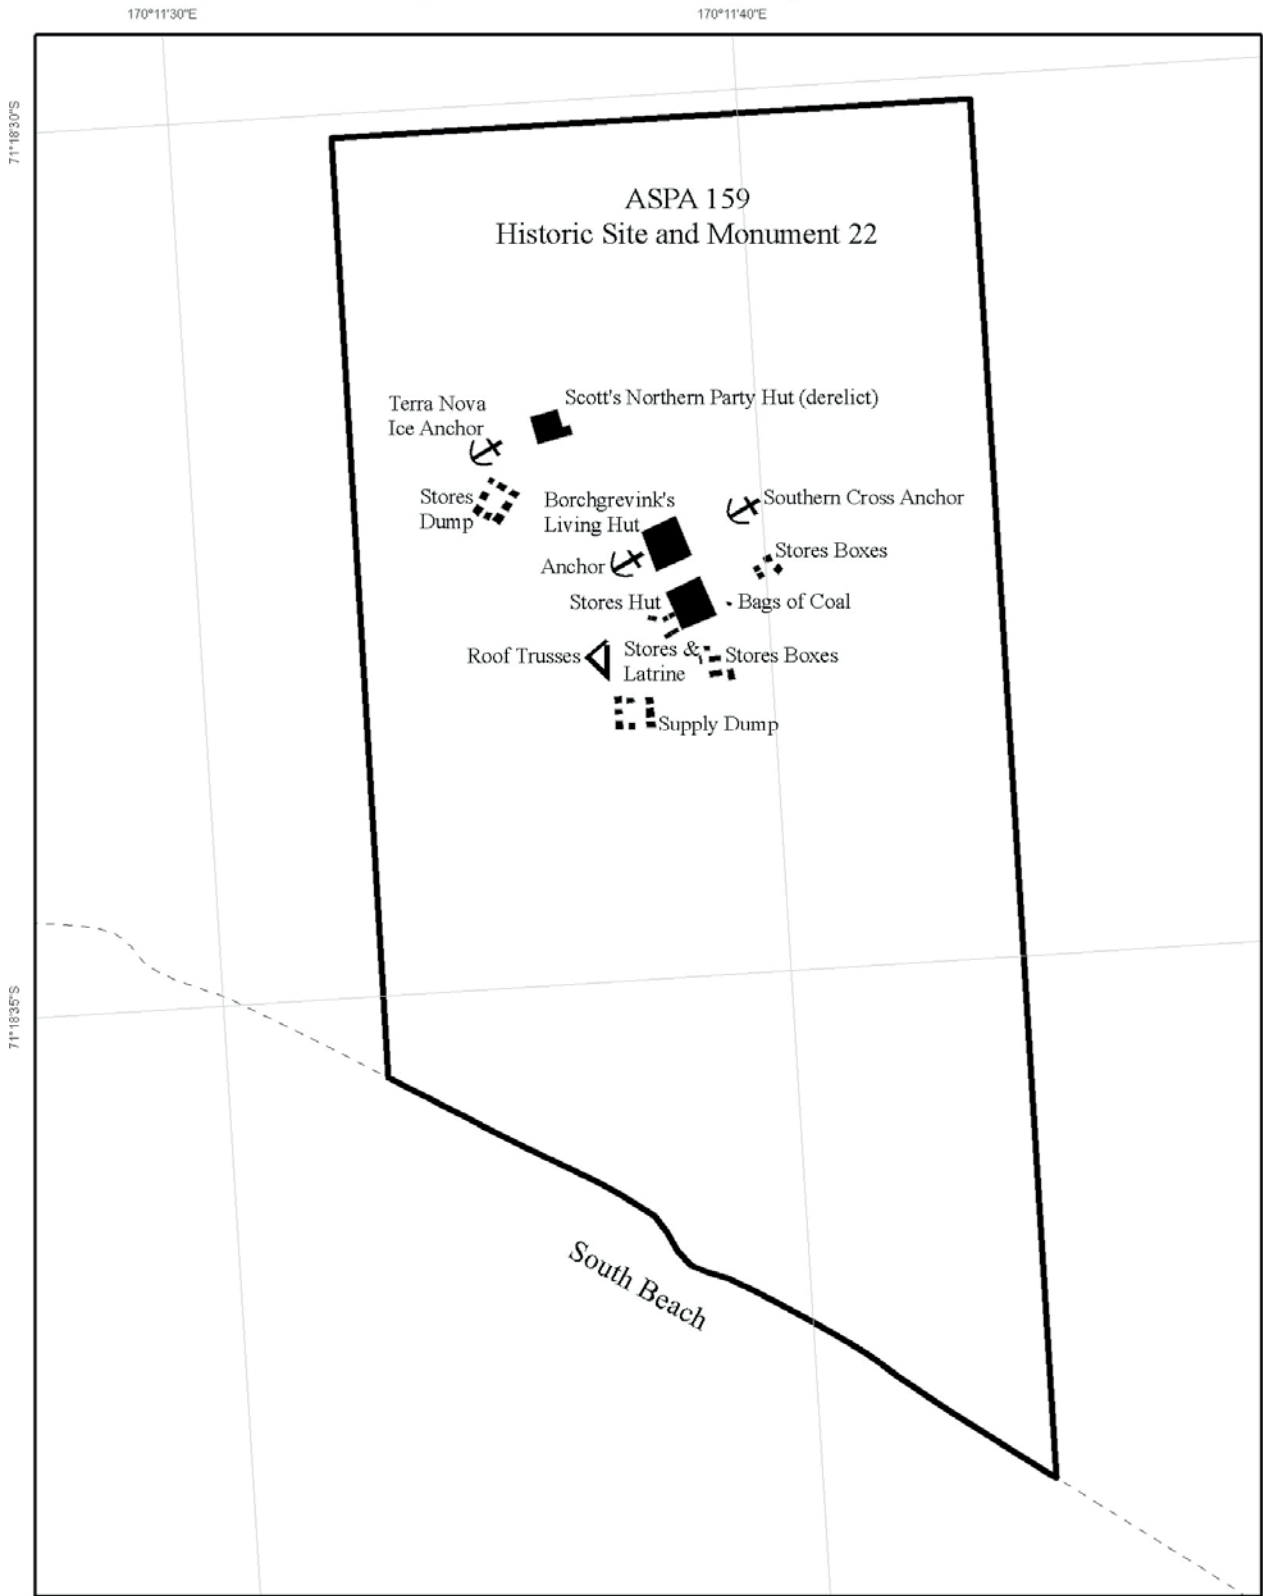 170°11'30"E
170°11'40"E
71°18'30"S
ASPA 159
Historic Site and Monument 22
Scott's Northern Party Hut (derelict)
Terra Nova
Ice Anchor
Stores
Dump
Borchgrevink's
Living Hut
Southern Cross Anchor
Stores Boxes
Anchor
Stores Hut
Bags of Coal
Roof Trusses
Stores &
Latrine
Stores Boxes
Supply Dump
71°18'35"S
South Beach